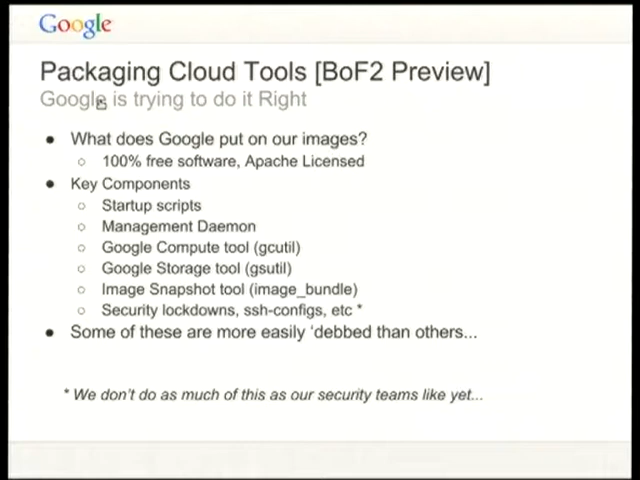 Google
Packaging Cloud Tools [BoF2 Preview]
Google is trying to do it Right
● What does Google put on our images?
○ 100% free software, Apache Licensed
● Key Components
○ Startup scripts
○ Management Daemon
○ Google Compute tool (gcutil)
○ Google Storage tool (gsutil)
○ Image Snapshot tool (image_bundle)
○ Security lockdowns, ssh-configs, etc *
● Some of these are more easily ‘debbed than others...
* We don’t do as much of this as our security teams like yet...